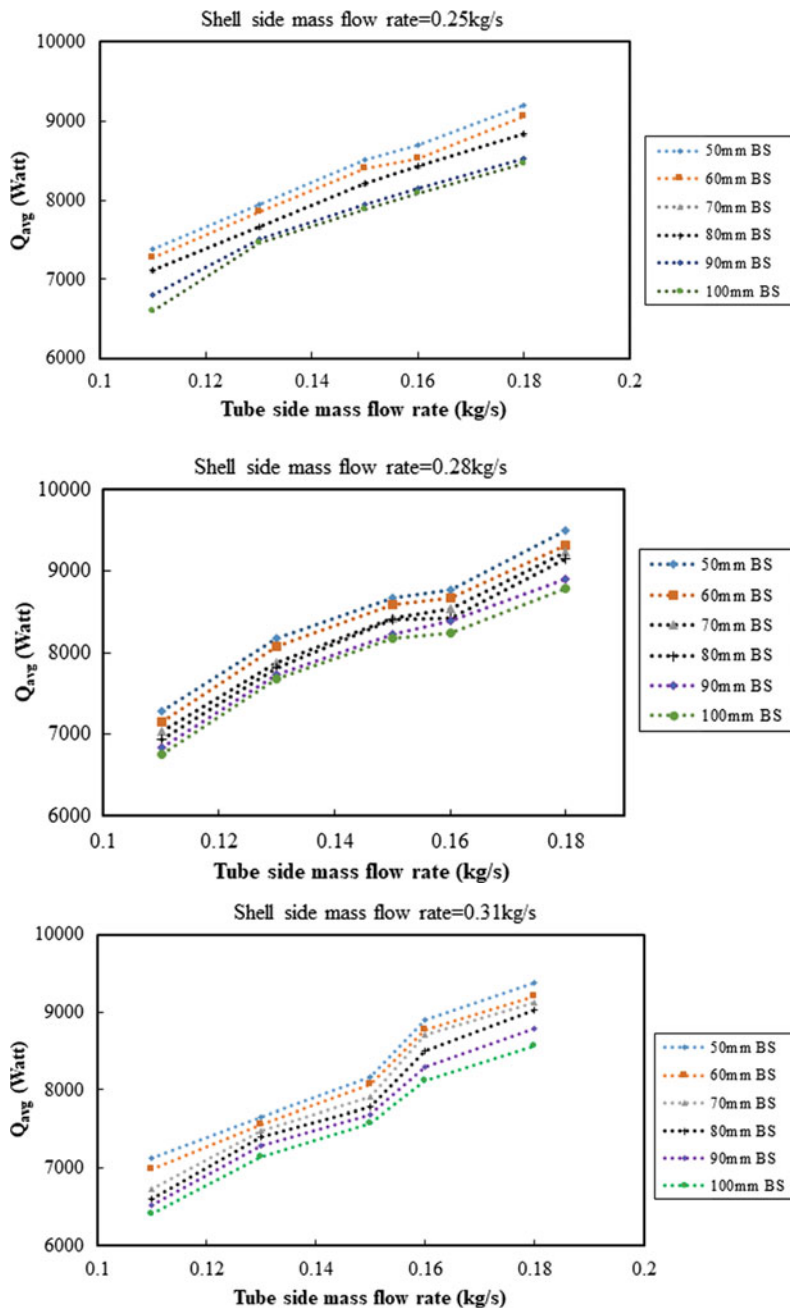 Shell side mass flow rate=0.25kg/s
10000
9000
8000
7000
6000
Q avg (Watt)
0.1 0.12 0.14 0.16 0.18 0.2
Tube side mass flow rate (kg/s)
50mm BS
60mm BS
70mm BS
80mm BS
90mm BS
100mm BS
Shell side mass flow rate=0.28kg/s
10000
9000
8000
7000
6000
Q avg (Watt)
0.1 0.12 0.14 0.16 0.18
Tube side mass flow rate (kg/s)
50mm BS
60mm BS
70mm BS
80mm BS
90mm BS
100mm BS
Shell side mass flow rate=0.31kg/s
10000
9000
8000
7000
6000
Q avg (Watt)
0.1 0.12 0.14 0.16 0.18 0.2
Tube side mass flow rate (kg/s)
50mm BS
60mm BS
70mm BS
80mm BS
90mm BS
100mm BS